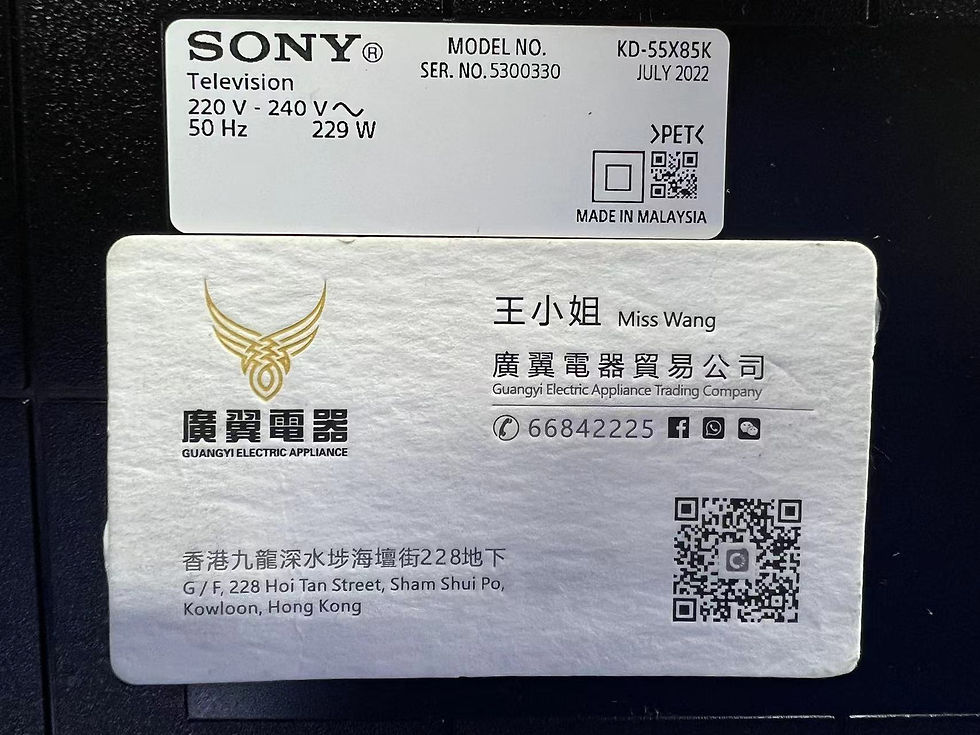 SONY®
MODEL NO. KD-55X85K
Television
SER. NO. 5300330 JULY 2022
220 V - 240 V
50 Hz 229 W
>PET<
MADE IN MALAYSIA
王小姐 Miss Wang
廣翼電器貿易公司
Guangyi Electric Appliance Trading Company
66842225
廣翼電器
GUANGYI ELECTRIC APPLIANCE
香港九龍深水埗海壇街228地下
G / F, 228 Hoi Tan Street, Sham Shui Po,
Kowloon, Hong Kong